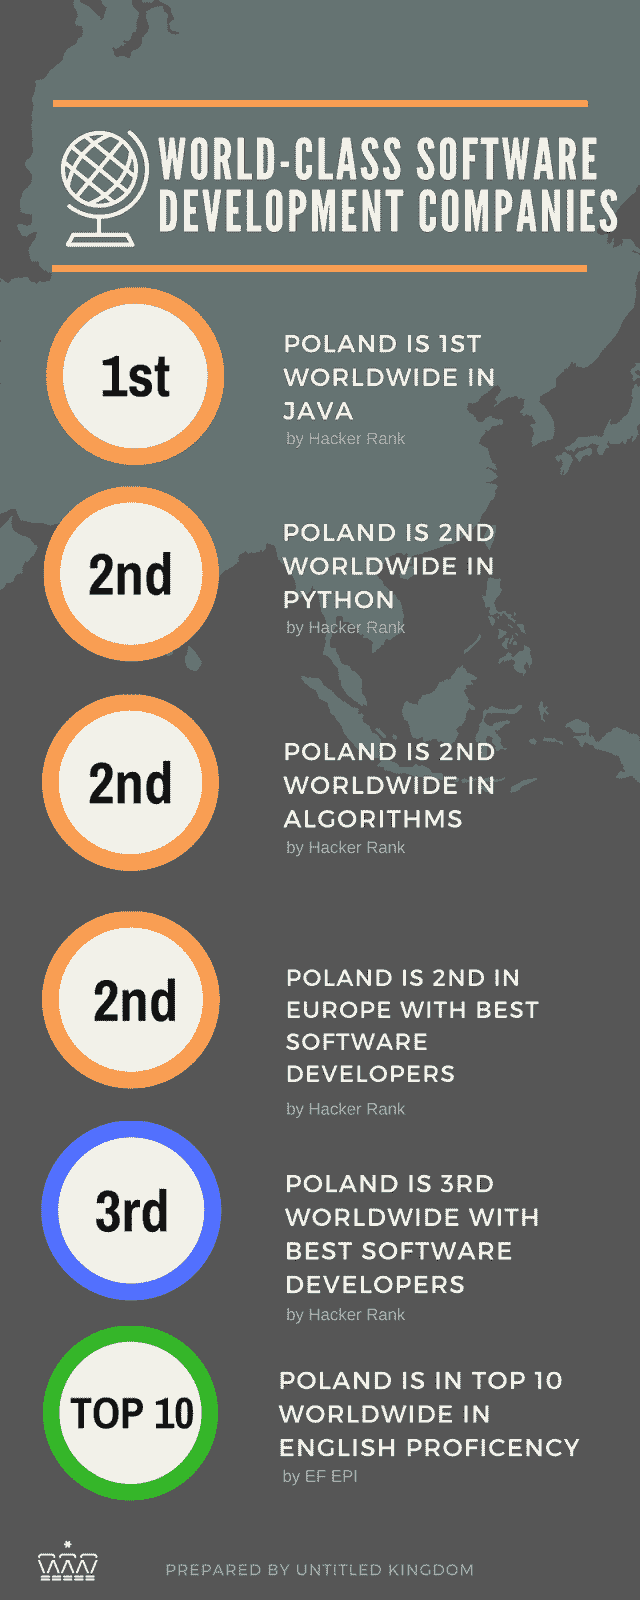 WORLD-CLASS SOFTWARE
DEVELOPMENT COMPANIES
1st
POLAND IS 1ST
WORLDWIDE IN
JAVA
by Hacker Rank
2nd
POLAND IS 2ND
WORLDWIDE IN
PYTHON
by Hacker Rank
2nd
POLAND IS 2ND
WORLDWIDE IN
ALGORITHMS
by Hacker Rank
2nd
POLAND IS 2ND IN
EUROPE WITH BEST
SOFTWARE
DEVELOPERS
by Hacker Rank
3rd
POLAND IS 3RD
WORLDWIDE WITH
BEST SOFTWARE
DEVELOPERS
by Hacker Rank
TOP 10
POLAND IS IN TOP 10
WORLDWIDE IN
ENGLISH PROFICENCY
by EF EPI
PREPARED BY UNTITLED KINGDOM